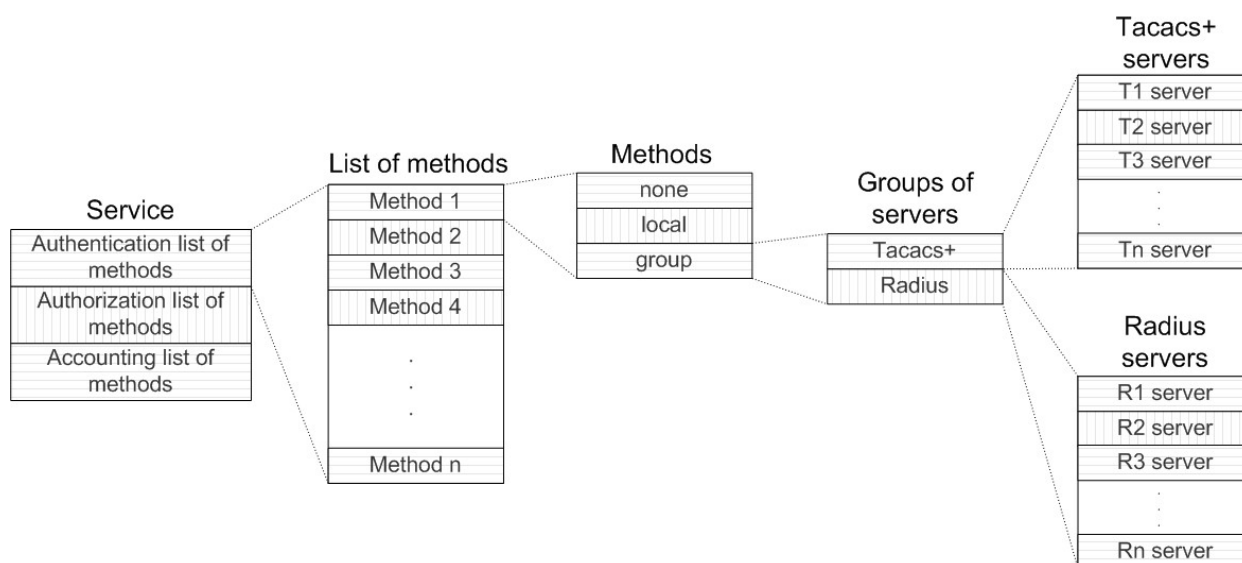 Service
Authentication list of
methods
Authorization list of
methods
Accounting list of
methods
List of methods
Method 1
Method 2
Method 3
Method 4
.
.
.
Method n
Methods
none
local
group
Groups of
servers
Tacacs+
Radius
Tacacs+
servers
T1 server
T2 server
T3 server
.
.
.
Tn server
Radius
servers
R1 server
R2 server
R3 server
.
.
.
Rn server